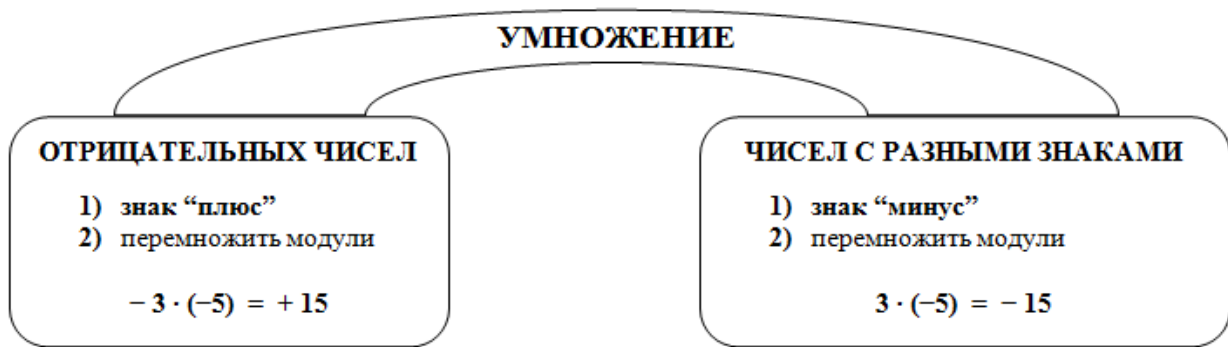 УМНОЖЕНИЕ
ОТРИЦАТЕЛЬНЫХ ЧИСЕЛ
1) знак “плюс”
2) перемножить модули
− 3 · (−5) = + 15
ЧИСЕЛ С РАЗНЫМИ ЗНАКАМИ
1) знак “минус”
2) перемножить модули
3 · (−5) = − 15